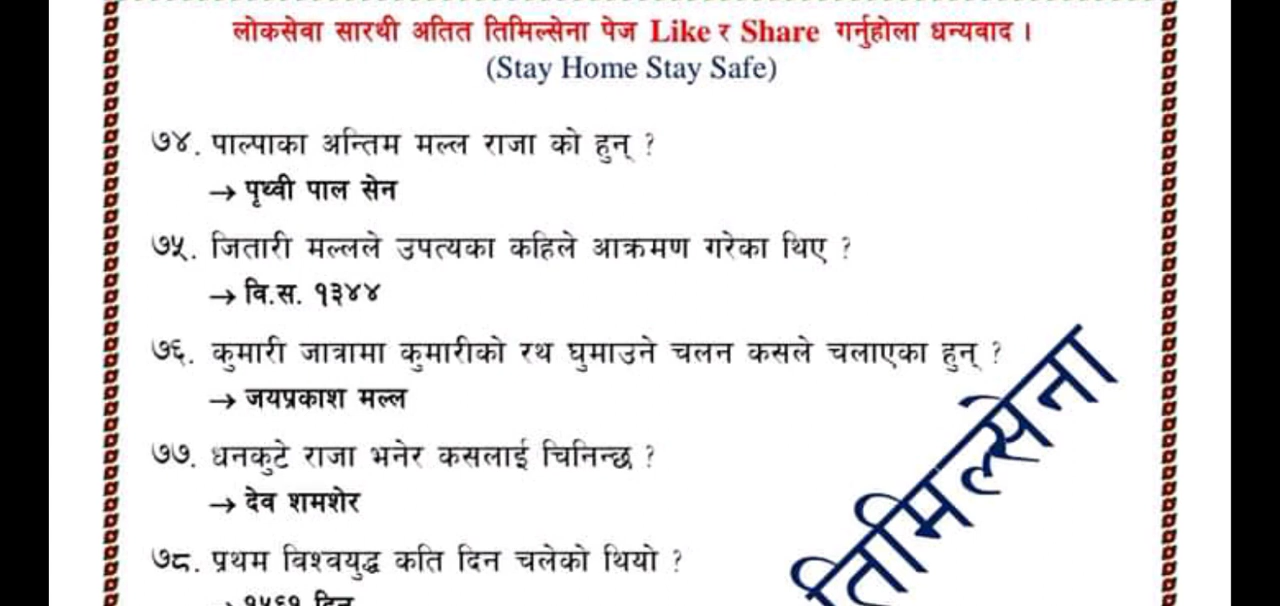 लोकसेवा सारथी अतित तिमिल्सेना पेज Like र Share गर्नुहोला धन्यवाद ।
(Stay Home Stay Safe)
७४. पाल्पाका अन्तिम मल्ल राजा को हुन् ?
→ पृथ्वी पाल सेन
७५. जितारी मल्लले उपत्यका कहिले आक्रमण गरेका थिए ?
→ वि.स. १३४४
७६. कुमारी जात्रामा कुमारीको रथ घुमाउने चलन कसले चलाएका हुन् ?
→ जयप्रकाश मल्ल
७७. धनकुटे राजा भनेर कसलाई चिनिन्छ ?
→ देव शमशेर
७८. प्रथम विश्वयुद्ध कति दिन चलेको थियो ?
→ १५६१ दिन
तिमिल्सेना